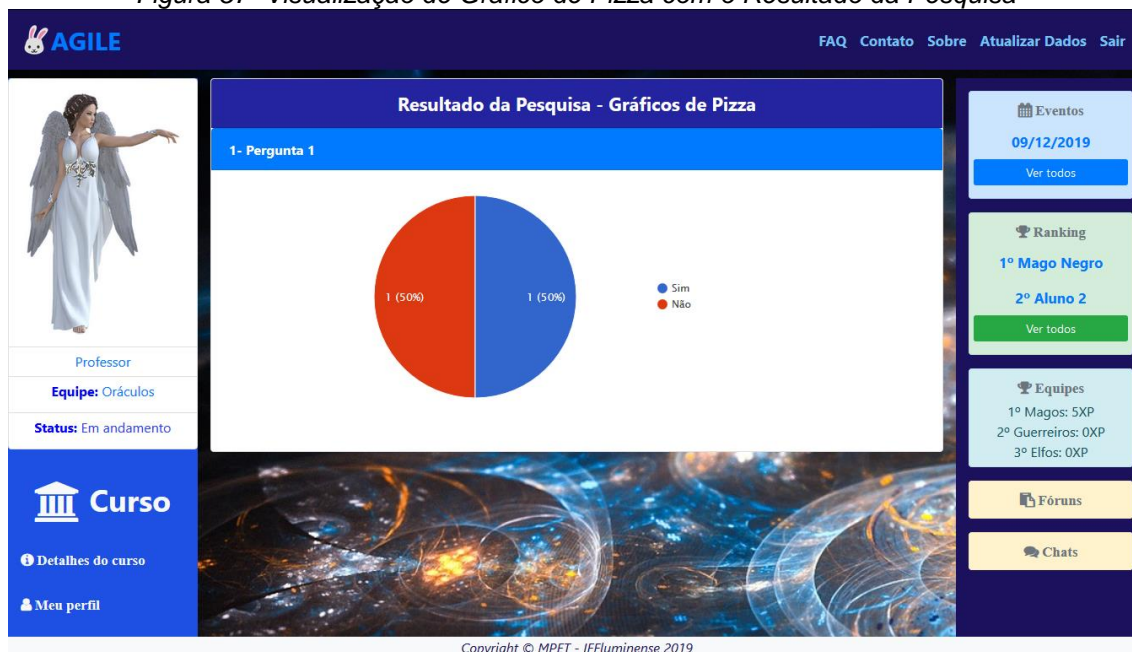 Figura 37- Visualização do Gráfico de Pizza com o Resultado da Pesquisa
AGILE
FAQ Contato Sobre Atualizar Dados Sair
Professor
Equipe: Oráculos
Status: Em andamento
Curso
Detalhes do curso
Meu perfil
Resultado da Pesquisa - Gráficos de Pizza
1- Pergunta 1
1 (50%)
1 (50%)
Sim
Não
Eventos
09/12/2019
Ver todos
Ranking
1º Mago Negro
2º Aluno 2
Ver todos
Equipes
1º Magos: 5XP
2º Guerreiros: 0XP
3º Elfos: 0XP
Fóruns
Chats
Copyright © MPET - IFFluminense 2019